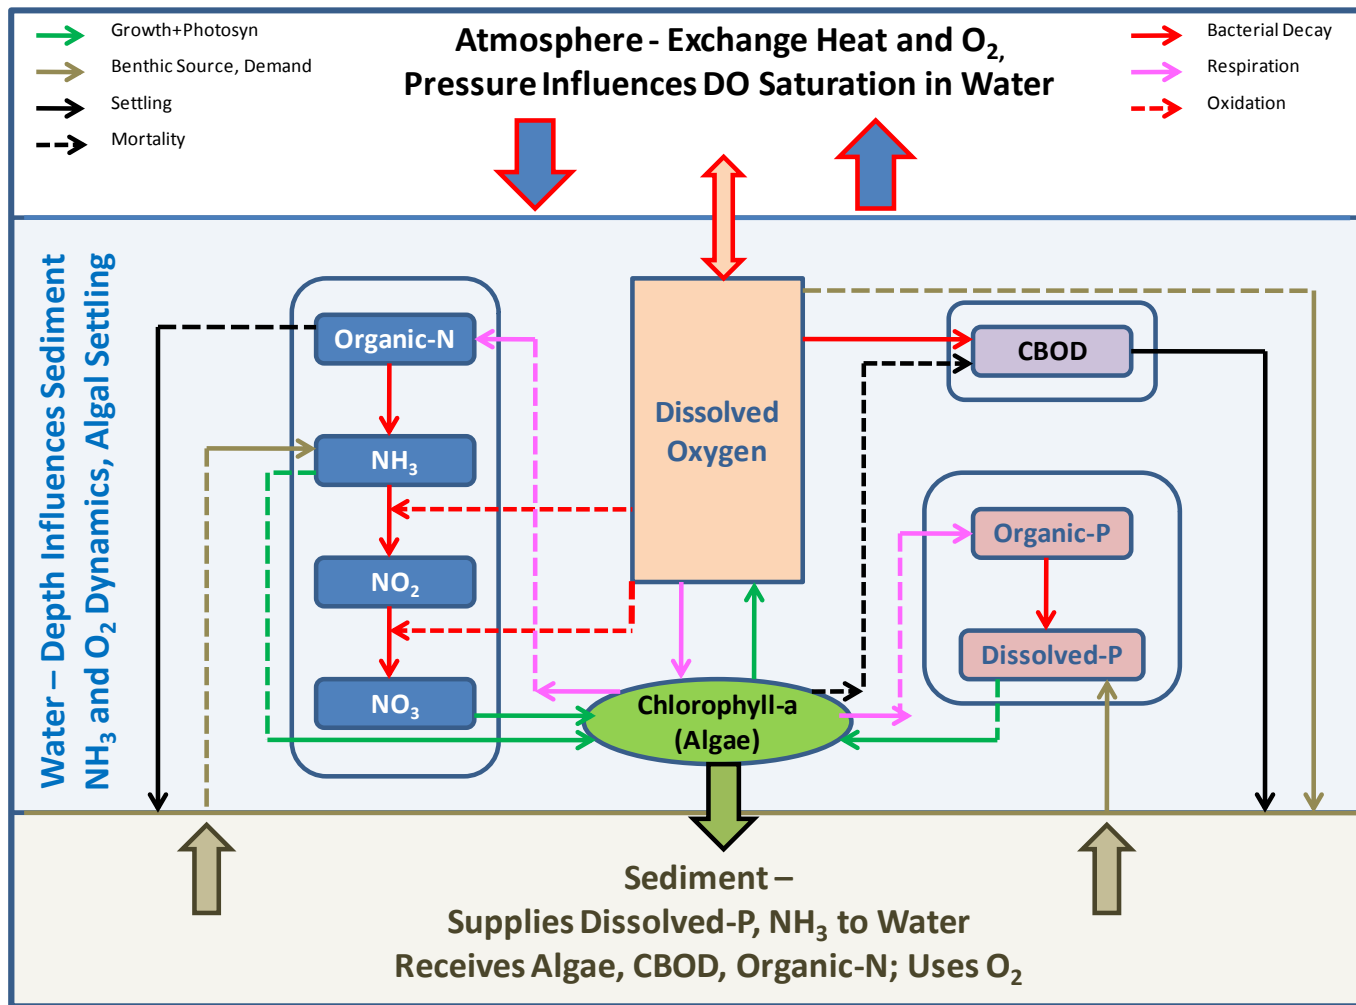 Growth+Photosyn
Benthic Source, Demand
Settling
Mortality
Atmosphere - Exchange Heat and O₂,
Pressure Influences DO Saturation in Water
Bacterial Decay
Respiration
Oxidation
Water – Depth Influences Sediment
NH₃ and O₂ Dynamics, Algal Settling
Organic-N
NH₃
NO₂
NO₃
Dissolved
Oxygen
CBOD
Organic-P
Dissolved-P
Chlorophyll-a
(Algae)
Sediment –
Supplies Dissolved-P, NH₃ to Water
Receives Algae, CBOD, Organic-N; Uses O₂